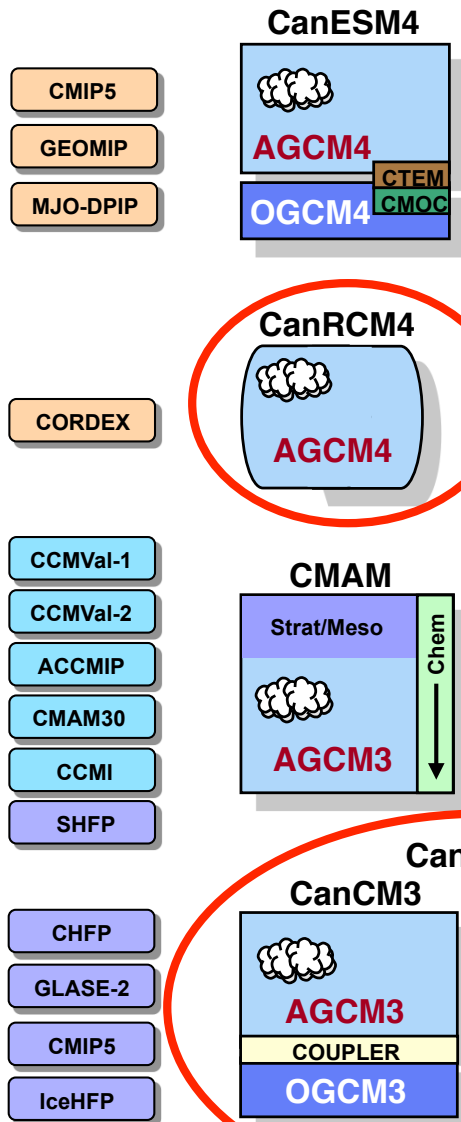 CanESM4
CMIP5
GEOMIP
MJO-DPIP
AGCM4
CTEM
OGCM4
CMOC
CanRCM4
CORDEX
AGCM4
CCMVal-1
CCMVal-2
ACCMIP
CMAM30
CCMI
SHFP
CMAM
Strat/Meso
Chem
AGCM3
Can
CanCM3
CHFP
GLASE-2
CMIP5
IceHFP
AGCM3
COUPLER
OGCM3